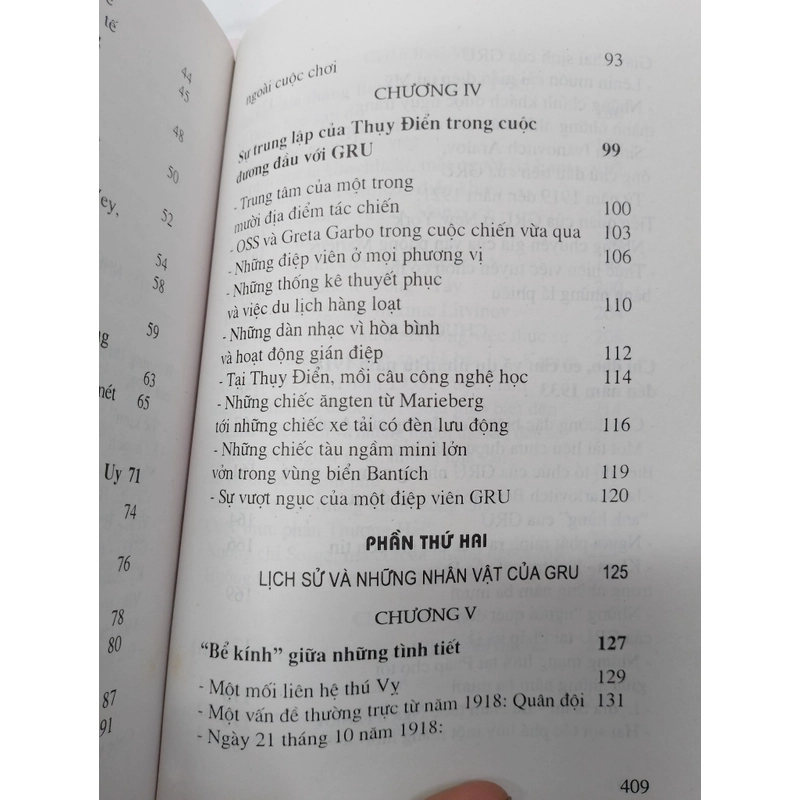 tế
44
45
48
50
ey,
52
54
58
59
g
63
nét
65
Uy 71
74
76
78
80
87
91
ngoài cuộc chơi 93
CHƯƠNG IV
Sự trung lập của Thụy Điển trong cuộc
đương đầu với GRU 99
- Trung tâm của một trong
mười địa điểm tác chiến 100
- OSS và Greta Garbo trong cuộc chiến vừa qua 103
- Những điệp viên ở mọi phương vị 106
- Những thống kê thuyết phục
và việc du lịch hàng loạt 110
- Những dàn nhạc vì hòa bình
và hoạt động gián điệp 112
- Tại Thụy Điển, mồi câu công nghệ học 114
- Những chiếc ăngten từ Marieberg
tới những chiếc xe tải có đèn lưu động 116
- Những chiếc tàu ngầm mini lớn
vởn trong vùng biển Bantích 119
- Sự vượt ngục của một điệp viên GRU 120
PHẦN THỨ HAI
LỊCH SỬ VÀ NHỮNG NHÂN VẬT CỦA GRU 125
CHƯƠNG V
"Bể kính" giữa những tình tiết 127
- Một mối liên hệ thú Vỵ 129
- Một vấn đề thường trực từ năm 1918: Quân đội 131
- Ngày 21 tháng 10 năm 1918:
409